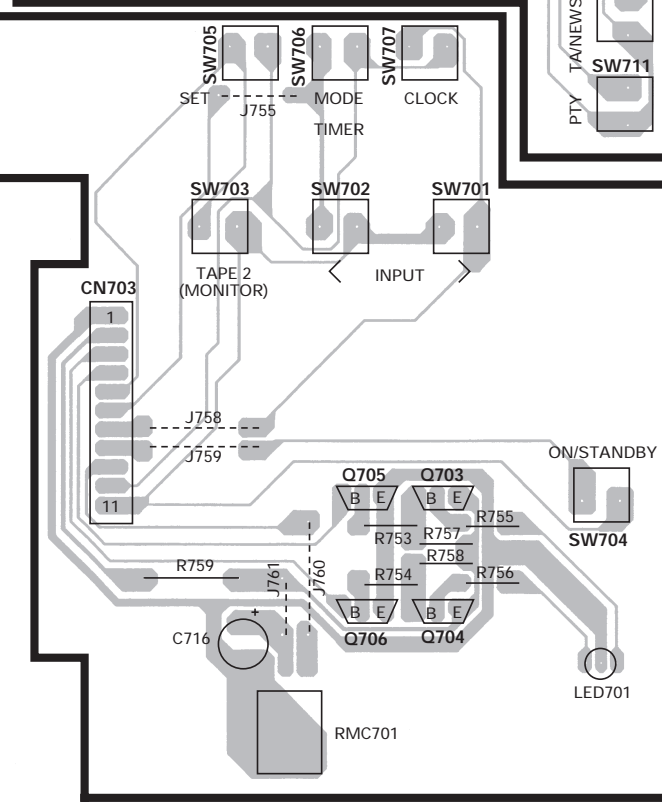 SW705
SW706
SW707
SET
J755
MODE
CLOCK
TIMER
TA/NEWS
SW711
PTY
SW703
SW702
SW701
TAPE 2
(MONITOR)
INPUT
CN703
1
J758
J759
11
ON/STANDBY
SW704
Q705
Q703
B E
B E
R753
R757
R755
R758
R754
R756
R759
J761
J760
B E
B E
Q706
Q704
+
C716
LED701
RMC701